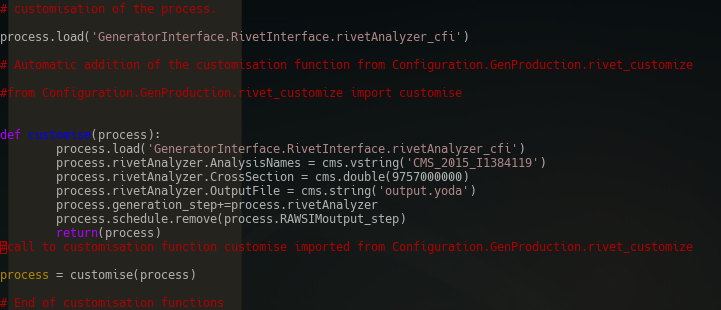 # customisation of the process.
process.load('GeneratorInterface.RivetInterface.rivetAnalyzer_cfi')
# Automatic addition of the customisation function from Configuration.GenProduction.rivet_customize
#from Configuration.GenProduction.rivet_customize import customise
def customise(process):
process.load('GeneratorInterface.RivetInterface.rivetAnalyzer_cfi')
process.rivetAnalyzer.AnalysisNames = cms.vstring('CMS_2015_I1384119')
process.rivetAnalyzer.CrossSection = cms.double(9757000000)
process.rivetAnalyzer.OutputFile = cms.string('output.yoda')
process.generation_step+=process.rivetAnalyzer
process.schedule.remove(process.RAWSIMoutput_step)
return(process)
#call to customisation function customise imported from Configuration.GenProduction.rivet_customize
process = customise(process)
# End of customisation functions